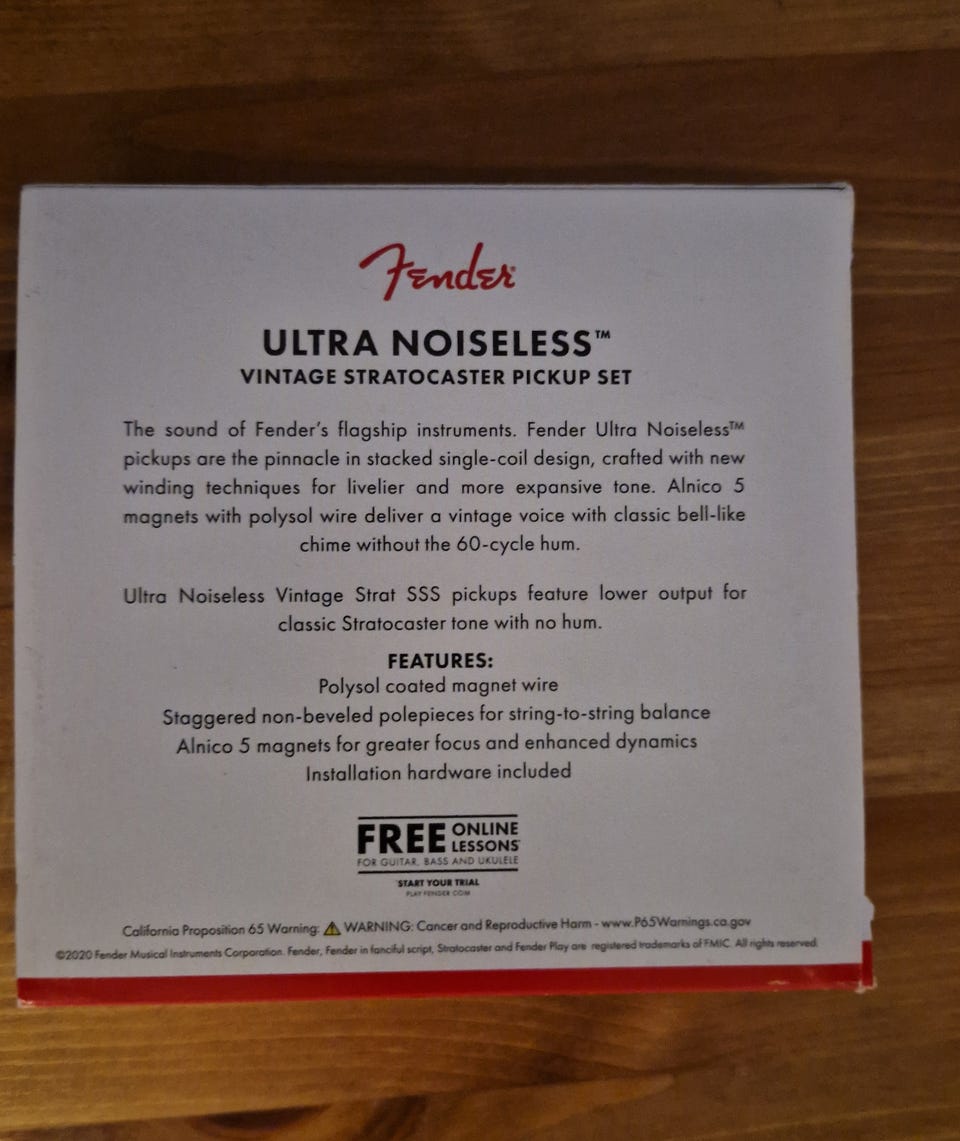 Fender®
ULTRA NOISELESS™
VINTAGE STRATOCASTER PICKUP SET
The sound of Fender's flagship instruments. Fender Ultra Noiseless™
pickups are the pinnacle in stacked single-coil design, crafted with new
winding techniques for livelier and more expansive tone. Alnico 5
magnets with polysol wire deliver a vintage voice with classic bell-like
chime without the 60-cycle hum.
Ultra Noiseless Vintage Strat SSS pickups feature lower output for
classic Stratocaster tone with no hum.
FEATURES:
Polysol coated magnet wire
Staggered non-beveled polepieces for string-to-string balance
Alnico 5 magnets for greater focus and enhanced dynamics
Installation hardware included
FREE ONLINE LESSONS*
FOR GUITAR, BASS AND UKULELE
*START YOUR TRIAL
PLAY.FENDER.COM
California Proposition 65 Warning: ⚠ WARNING: Cancer and Reproductive Harm - www.P65Warnings.ca.gov
©2020 Fender Musical Instruments Corporation. Fender, Fender in fanciful script, Stratocaster and Fender Play are registered trademarks of FMIC. All rights reserved.